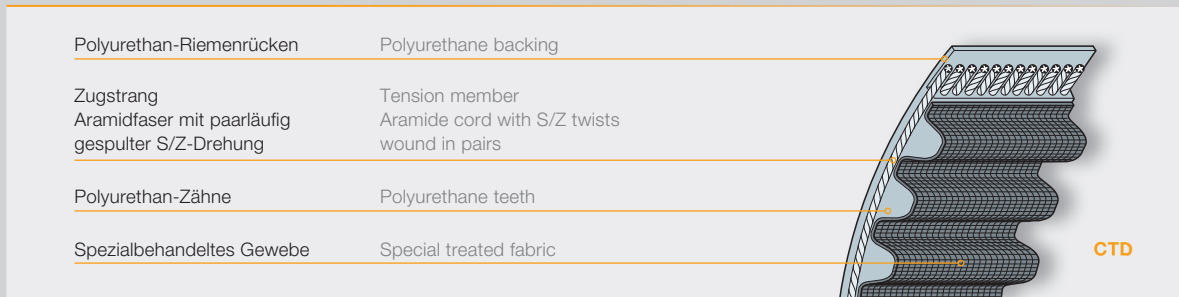 Polyurethan-Riemenrücken Polyurethane backing
Zugstrang Tension member
Aramidfaser mit paarläufig Aramide cord with S/Z twists
gespulter S/Z-Drehung wound in pairs
Polyurethan-Zähne Polyurethane teeth
Spezialbehandeltes Gewebe Special treated fabric
CTD